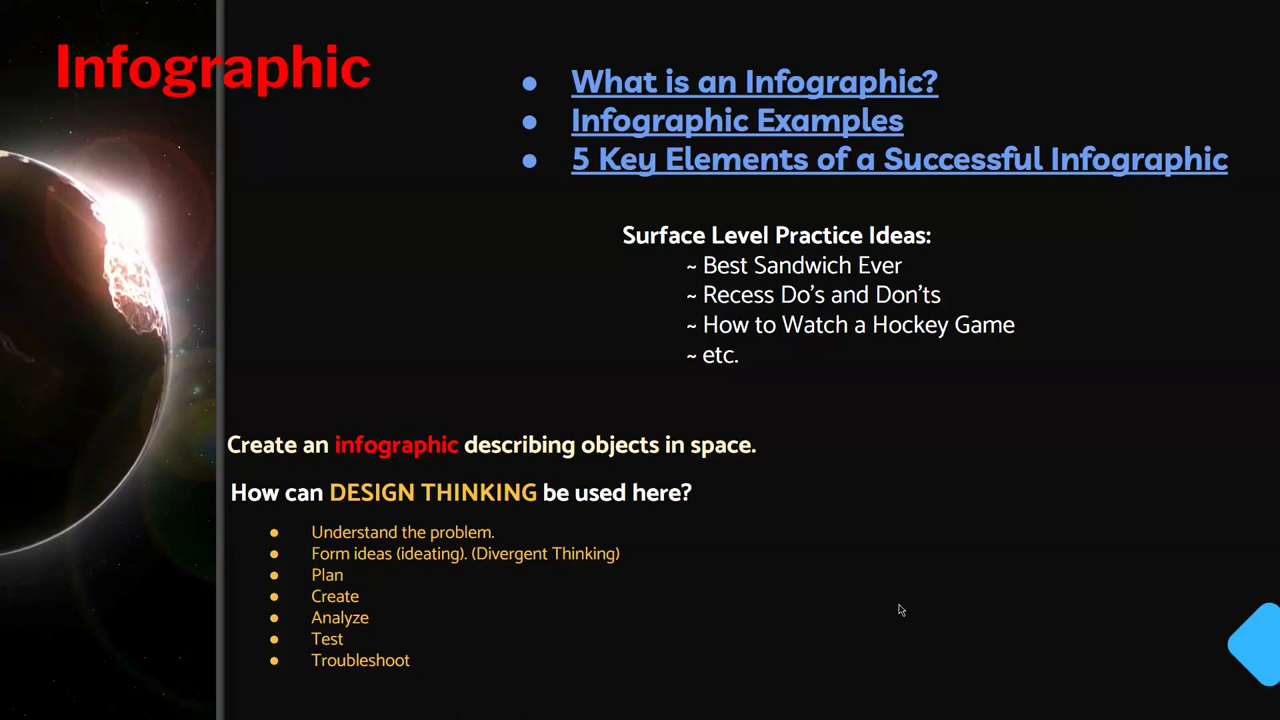 Infographic
● What is an Infographic?
● Infographic Examples
● 5 Key Elements of a Successful Infographic
Surface Level Practice Ideas:
~ Best Sandwich Ever
~ Recess Do’s and Don’ts
~ How to Watch a Hockey Game
~ etc.
Create an infographic describing objects in space.
How can DESIGN THINKING be used here?
● Understand the problem.
● Form ideas (ideating). (Divergent Thinking)
● Plan
● Create
● Analyze
● Test
● Troubleshoot